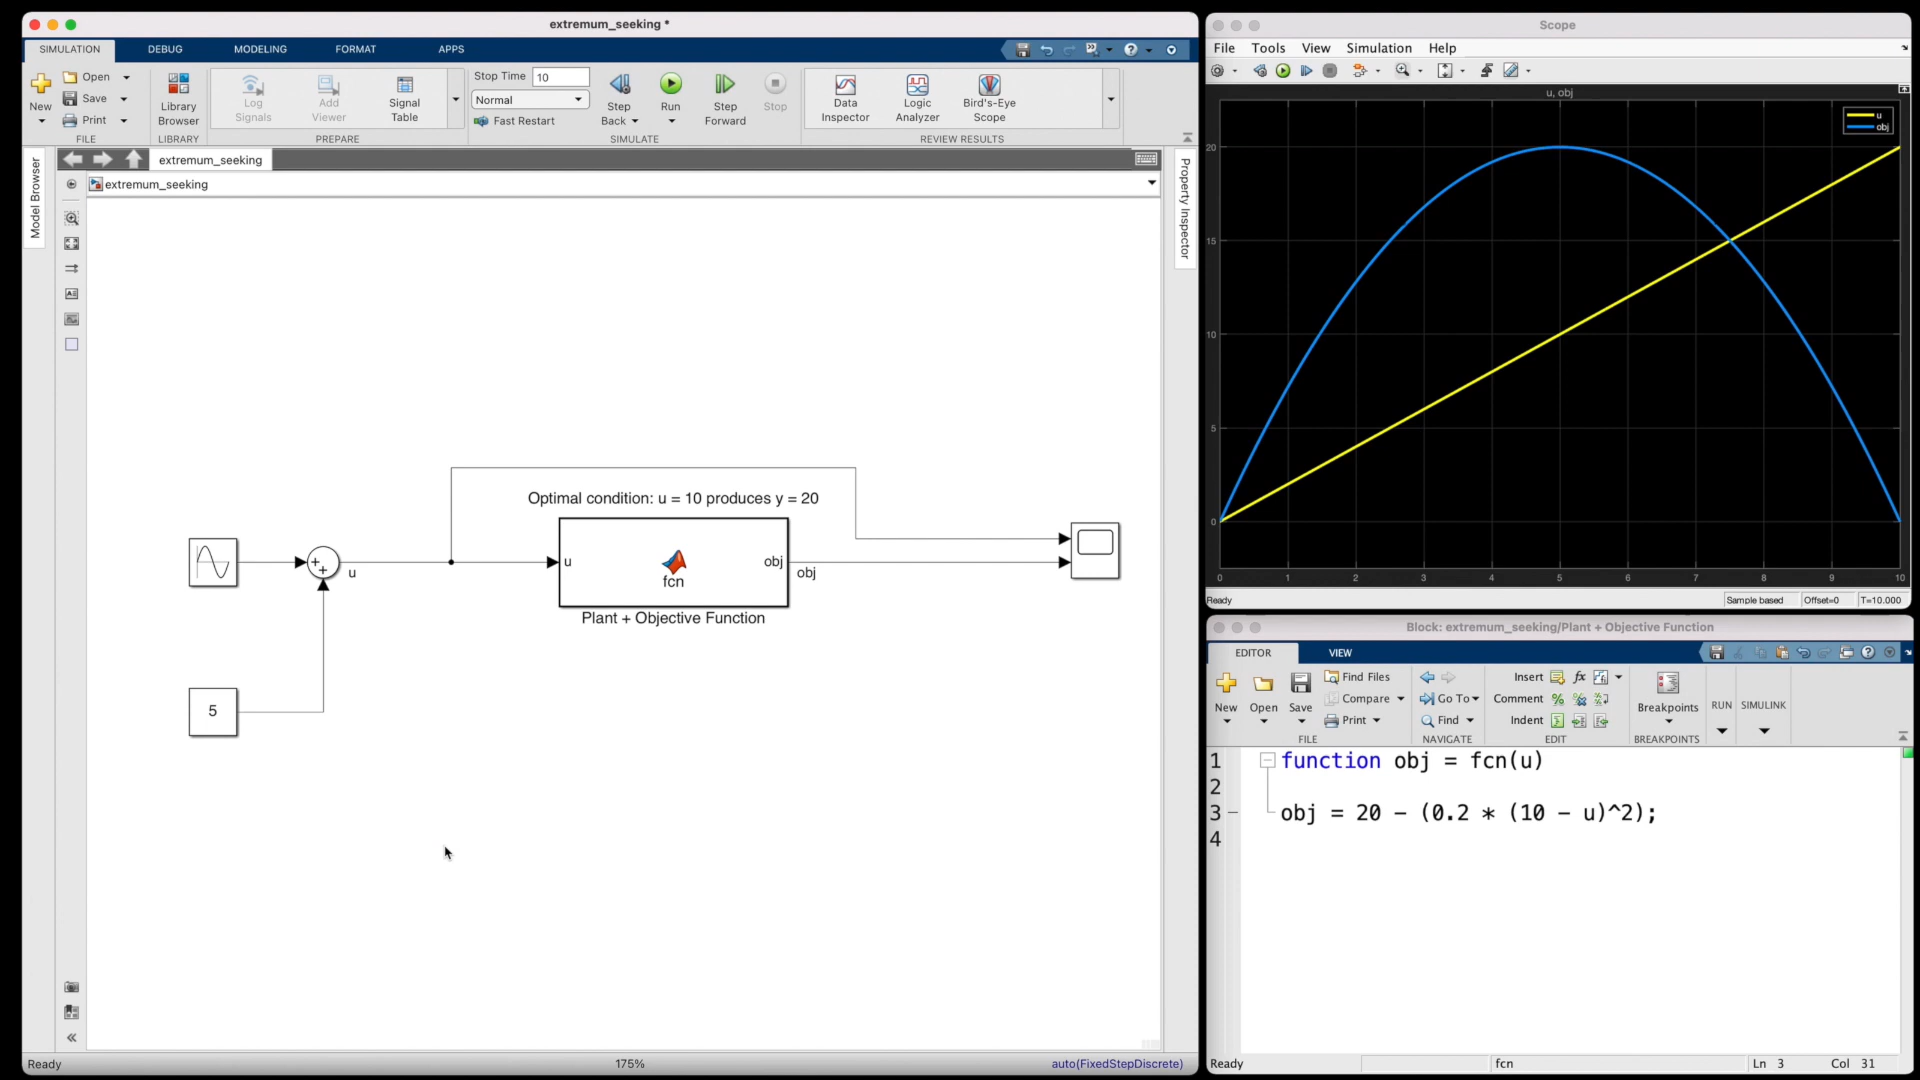 extremum_seeking *
SIMULATION DEBUG MODELING FORMAT APPS
New
Open
Save
Print
FILE
Library Browser
LIBRARY
Log Signals
Add Viewer
Signal Table
PREPARE
Stop Time 10
Normal
Fast Restart
Step Back
Run
Step Forward
Stop
SIMULATE
Data Inspector
Logic Analyzer
Bird's-Eye Scope
REVIEW RESULTS
Model Browser
extremum_seeking
extremum_seeking
Property Inspector
Optimal condition: u = 10 produces y = 20
u
u
fcn
obj
obj
Plant + Objective Function
5
Ready
175%
auto(FixedStepDiscrete)
Scope
File Tools View Simulation Help
u, obj
u
obj
20
15
10
5
0
0 1 2 3 4 5 6 7 8 9 10
Ready
Sample based Offset=0 T=10.000
Block: extremum_seeking/Plant + Objective Function
EDITOR VIEW
New
Open
Save
Find Files
Compare
Print
FILE
Go To
Find
NAVIGATE
Insert
fx
Comment
Indent
EDIT
Breakpoints
BREAKPOINTS
RUN
SIMULINK
1 function obj = fcn(u)
2
3 obj = 20 - (0.2 * (10 - u)^2);
4
Ready
fcn
Ln 3 Col 31